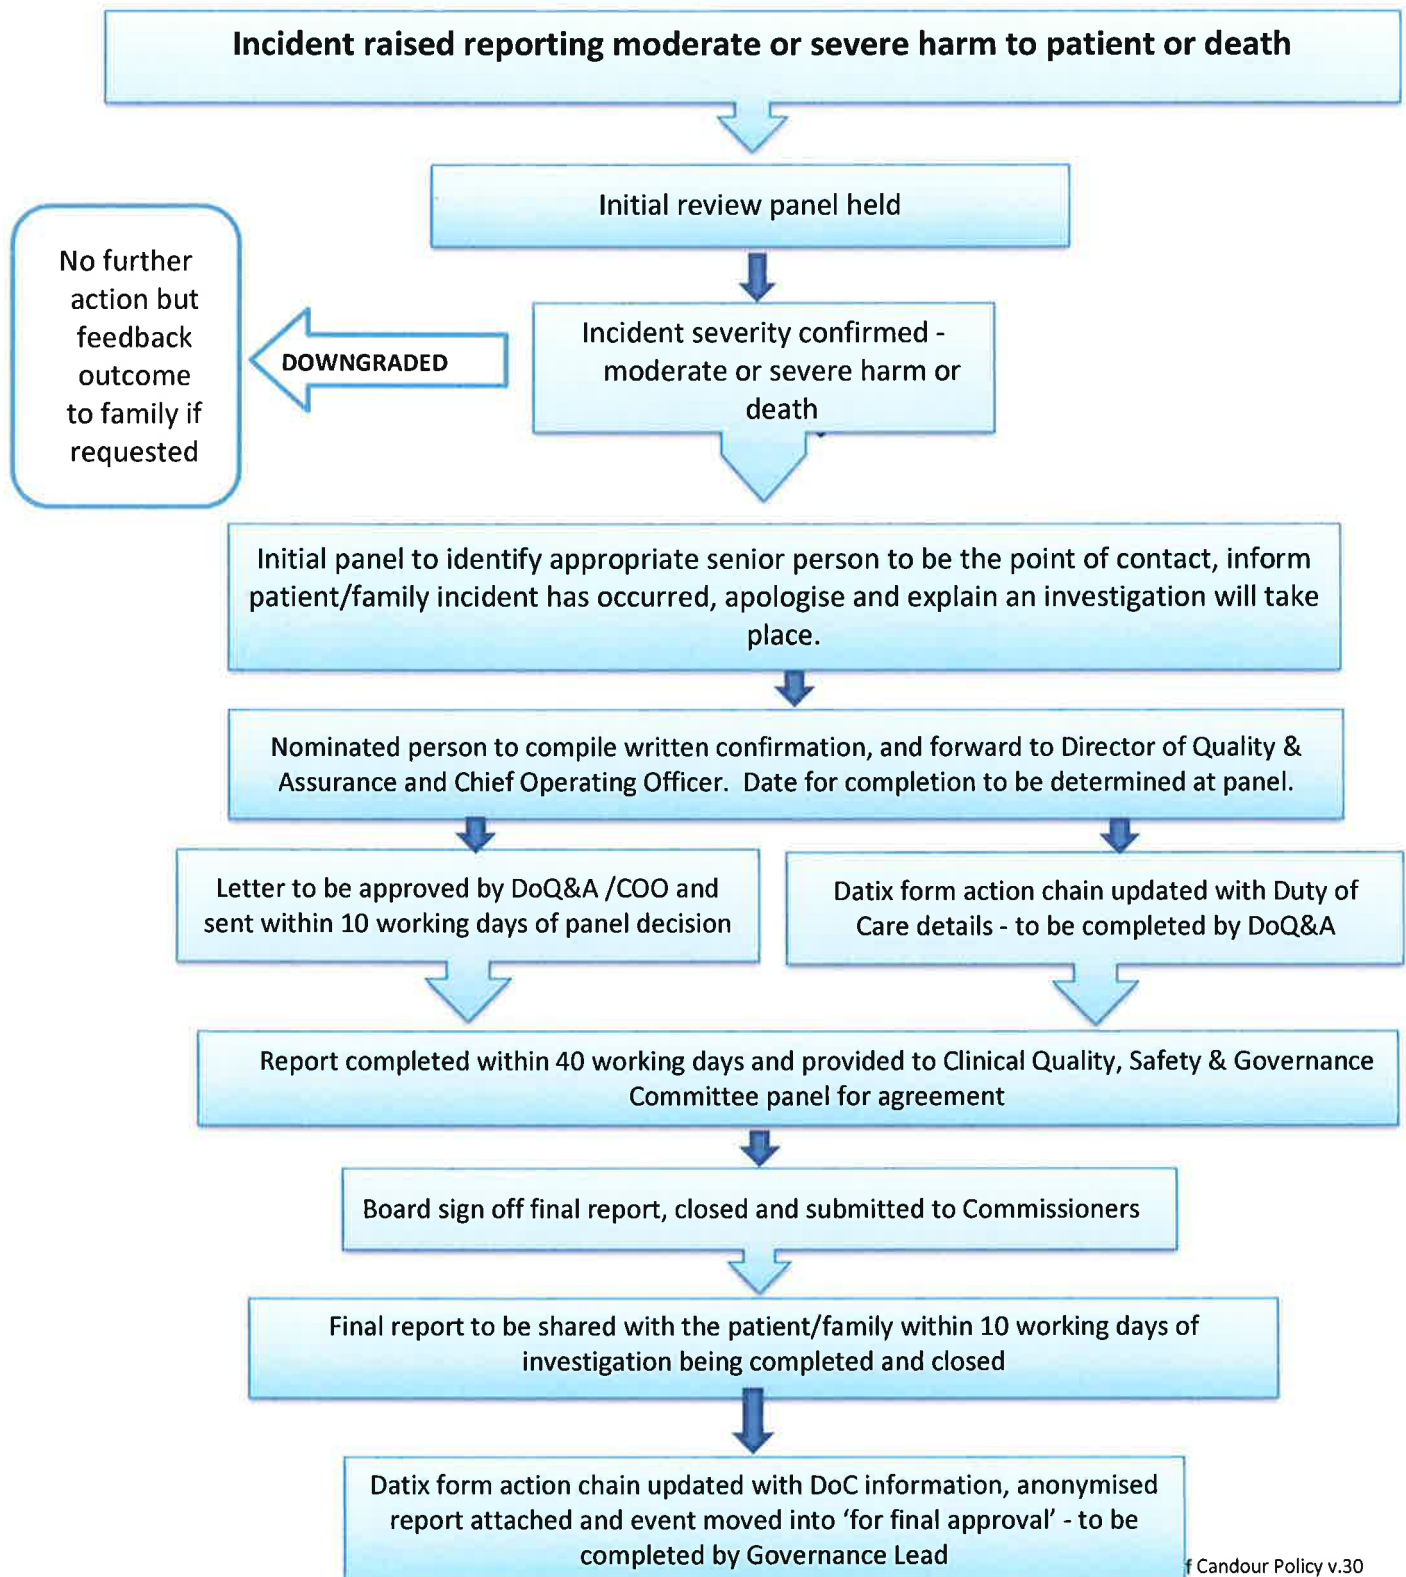 Incident raised reporting moderate or severe harm to patient or death
Initial review panel held
No further
action but
feedback
outcome
to family if
requested
DOWNGRADED
Incident severity confirmed -
moderate or severe harm or
death
Initial panel to identify appropriate senior person to be the point of contact, inform
patient/family incident has occurred, apologise and explain an investigation will take
place.
Nominated person to compile written confirmation, and forward to Director of Quality &
Assurance and Chief Operating Officer. Date for completion to be determined at panel.
Letter to be approved by DoQ&A /COO and
sent within 10 working days of panel decision
Datix form action chain updated with Duty of
Care details - to be completed by DoQ&A
Report completed within 40 working days and provided to Clinical Quality, Safety & Governance
Committee panel for agreement
Board sign off final report, closed and submitted to Commissioners
Final report to be shared with the patient/family within 10 working days of
investigation being completed and closed
Datix form action chain updated with DoC information, anonymised
report attached and event moved into ‘for final approval’ - to be
completed by Governance Lead
f Candour Policy v.30